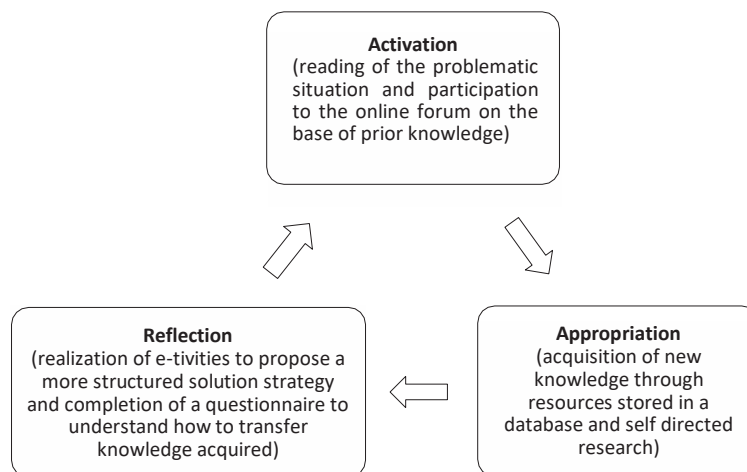 Activation
(reading of the problematic
situation and participation
to the online forum on the
base of prior knowledge)
Reflection
(realization of e-tivities to propose a
more structured solution strategy
and completion of a questionnaire to
understand how to transfer
knowledge acquired)
Appropriation
(acquisition of new
knowledge through
resources stored in a
database and self directed
research)